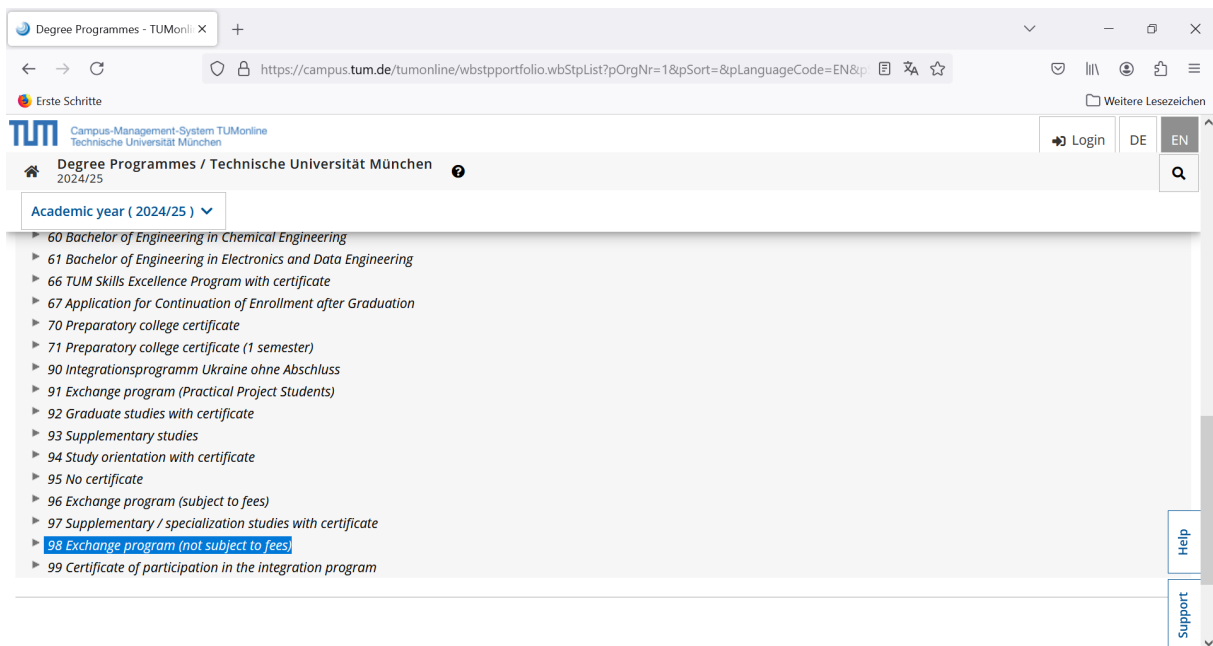 Degree Programmes - TUMonli
https://campus.tum.de/tumonline/wbstpportfolio.wbStpList?pOrgNr=1&pSort=&pLanguageCode=EN&p
Erste Schritte
Weitere Lesezeichen
TUM
Campus-Management-System TUMonline
Technische Universität München
Login
DE
EN
Degree Programmes / Technische Universität München
2024/25
Academic year ( 2024/25 )
60 Bachelor of Engineering in Chemical Engineering
61 Bachelor of Engineering in Electronics and Data Engineering
66 TUM Skills Excellence Program with certificate
67 Application for Continuation of Enrollment after Graduation
70 Preparatory college certificate
71 Preparatory college certificate (1 semester)
90 Integrationsprogramm Ukraine ohne Abschluss
91 Exchange program (Practical Project Students)
92 Graduate studies with certificate
93 Supplementary studies
94 Study orientation with certificate
95 No certificate
96 Exchange program (subject to fees)
97 Supplementary / specialization studies with certificate
98 Exchange program (not subject to fees)
99 Certificate of participation in the integration program
Help
Support